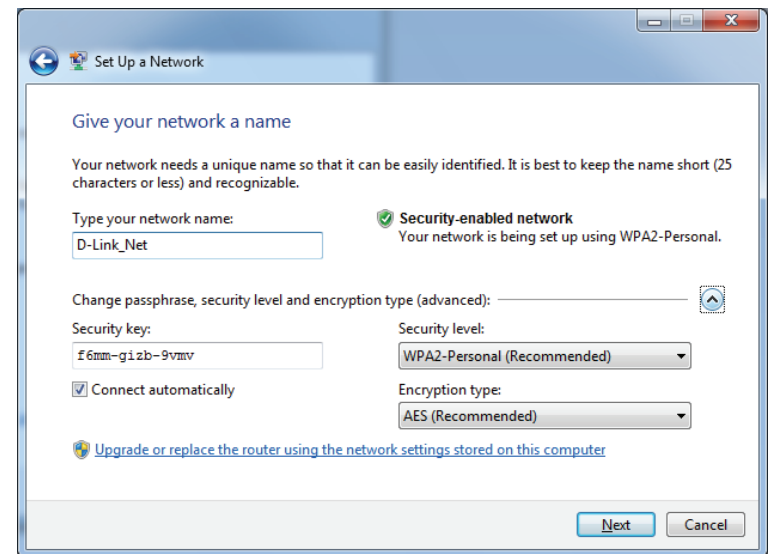 Set Up a Network
Give your network a name
Your network needs a unique name so that it can be easily identified. It is best to keep the name short (25
characters or less) and recognizable.
Type your network name:
D-Link_Net
Security-enabled network
Your network is being set up using WPA2-Personal.
Change passphrase, security level and encryption type (advanced):
Security key:
f6mm-gizb-9vmv
Security level:
WPA2-Personal (Recommended)
Connect automatically
Encryption type:
AES (Recommended)
Upgrade or replace the router using the network settings stored on this computer
Next
Cancel